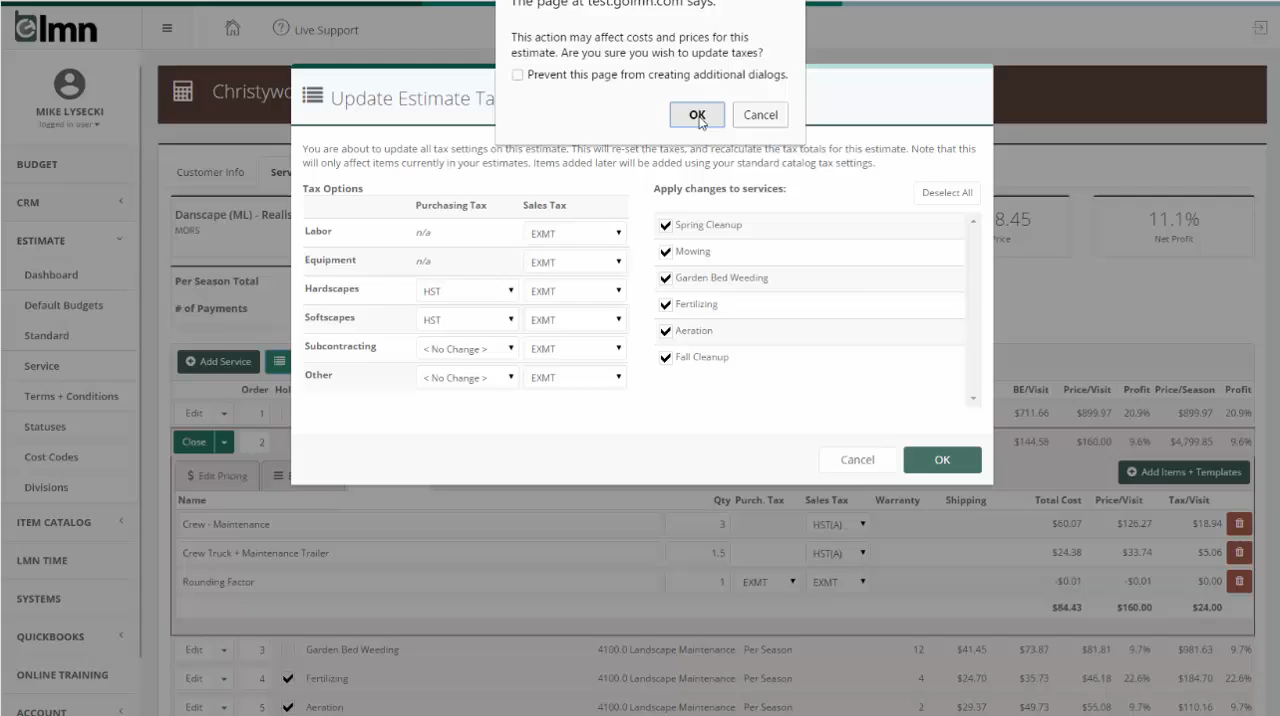 The page at test.golmn.com says:
This action may affect costs and prices for this
estimate. Are you sure you wish to update taxes?
Prevent this page from creating additional dialogs.
OK Cancel
lmn
Live Support
MIKE LYSECKI
logged in user
BUDGET
CRM
ESTIMATE
Dashboard
Default Budgets
Standard
Service
Terms + Conditions
Statuses
Cost Codes
Divisions
ITEM CATALOG
LMN TIME
SYSTEMS
QUICKBOOKS
ONLINE TRAINING
ACCOUNT
Customer Info
Danscape (ML) - Realis
MORS
8.45
11.1%
Net Profit
Per Season Total
# of Payments
Update Estimate Ta
You are about to update all tax settings on this estimate. This will re-set the taxes, and recalculate the tax totals for this estimate. Note that this
will only affect items currently in your estimates. Items added later will be added using your standard catalog tax settings.
Tax Options
Purchasing Tax Sales Tax
Labor n/a EXMT
Equipment n/a EXMT
Hardscapes HST EXMT
Softscapes HST EXMT
Subcontracting < No Change > EXMT
Other < No Change > EXMT
Apply changes to services: Deselect All
Spring Cleanup
Mowing
Garden Bed Weeding
Fertilizing
Aeration
Fall Cleanup
Cancel OK
Add Service
Order BE/Visit Price/Visit Profit Price/Season Profit
Edit 1 $711.66 $899.97 20.9% $899.97 20.9%
Close 2 $144.58 $160.00 9.6% $4,799.85 9.6%
$ Edit Pricing Add Items + Templates
Name Qty Purch. Tax Sales Tax Warranty Shipping Total Cost Price/Visit Tax/Visit
Crew - Maintenance 3 HST(A) $60.07 $126.27 $18.94
Crew Truck + Maintenance Trailer 1.5 HST(A) $24.38 $33.74 $5.06
Rounding Factor 1 EXMT EXMT -$0.01 -$0.01 $0.00
$84.43 $160.00 $24.00
Edit 3 Garden Bed Weeding 4100.0 Landscape Maintenance Per Season 12 $41.45 $73.87 $81.81 9.7% $981.63 9.7%
Edit 4 Fertilizing 4100.0 Landscape Maintenance Per Season 4 $24.70 $35.73 $46.18 22.6% $184.70 22.6%
Edit 5 Aeration 4100.0 Landscape Maintenance Per Season 2 $29.37 $49.73 $55.08 9.7% $110.16 9.7%